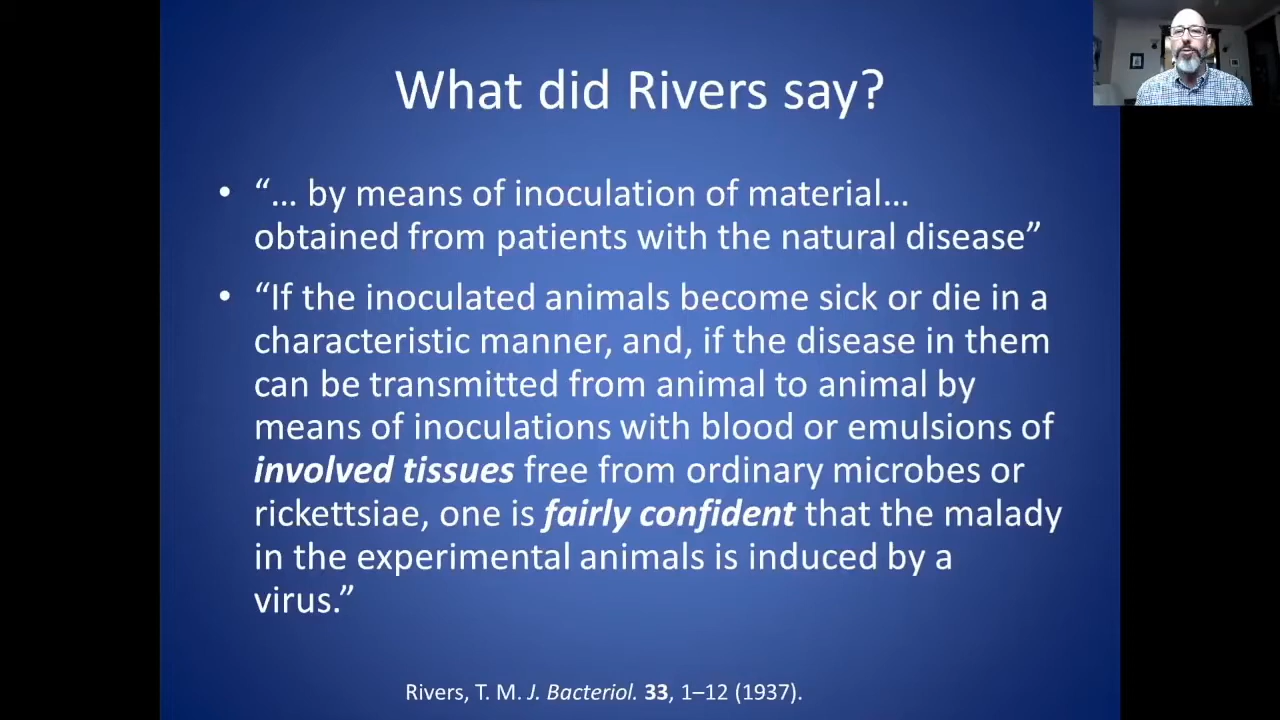 What did Rivers say?
• “… by means of inoculation of material…
obtained from patients with the natural disease”
• “If the inoculated animals become sick or die in a
characteristic manner, and, if the disease in them
can be transmitted from animal to animal by
means of inoculations with blood or emulsions of
involved tissues free from ordinary microbes or
rickettsiae, one is fairly confident that the malady
in the experimental animals is induced by a
virus.”
Rivers, T. M. J. Bacteriol. 33, 1–12 (1937).